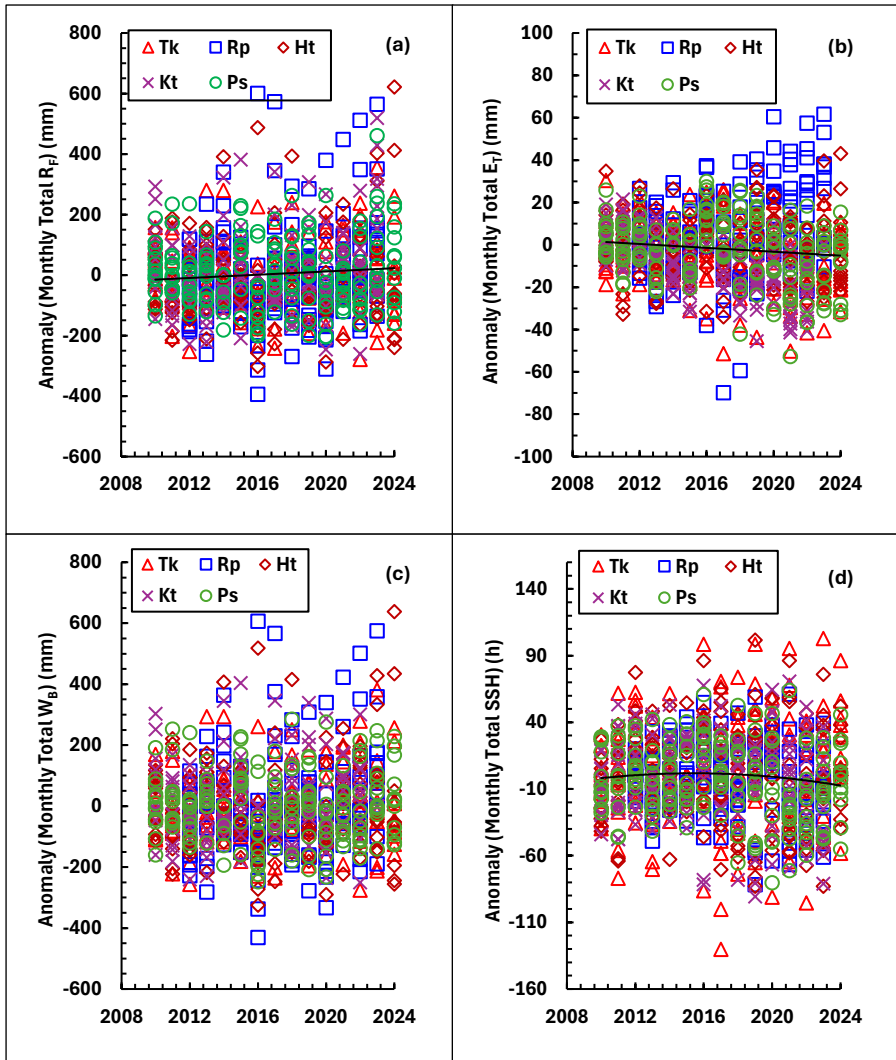 (a)
Tk Rp Ht
Kt Ps
Anomaly (Monthly Total R_F) (mm)
800
600
400
200
0
-200
-400
-600
2008 2012 2016 2020 2024
(b)
Tk Rp Ht
Kt Ps
Anomaly (Monthly Total E_T) (mm)
100
80
60
40
20
0
-20
-40
-60
-80
-100
2008 2012 2016 2020 2024
(c)
Tk Rp Ht
Kt Ps
Anomaly (Monthly Total W_B) (mm)
800
600
400
200
0
-200
-400
-600
2008 2012 2016 2020 2024
(d)
Tk Rp Ht
Kt Ps
Anomaly (Monthly Total SSH) (h)
140
90
40
-10
-60
-110
-160
2008 2012 2016 2020 2024